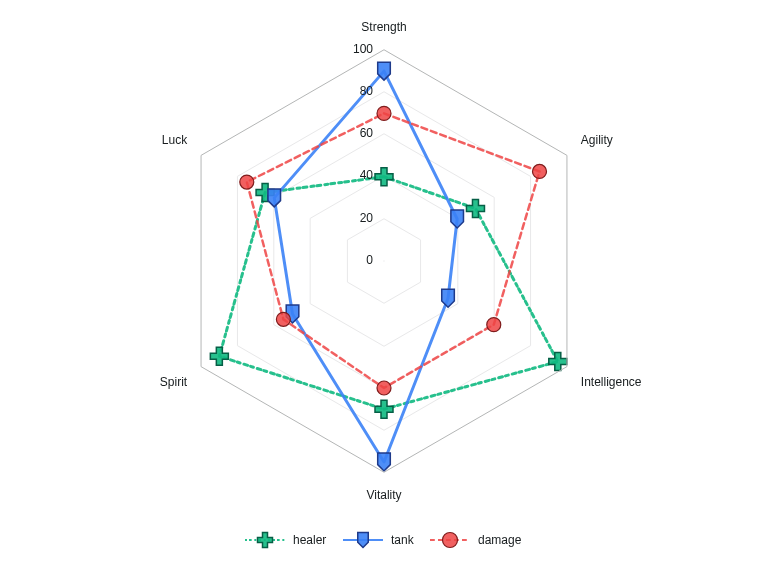 Strength
100
80
60
40
20
0
Luck
Agility
Spirit
Intelligence
Vitality
healer tank damage